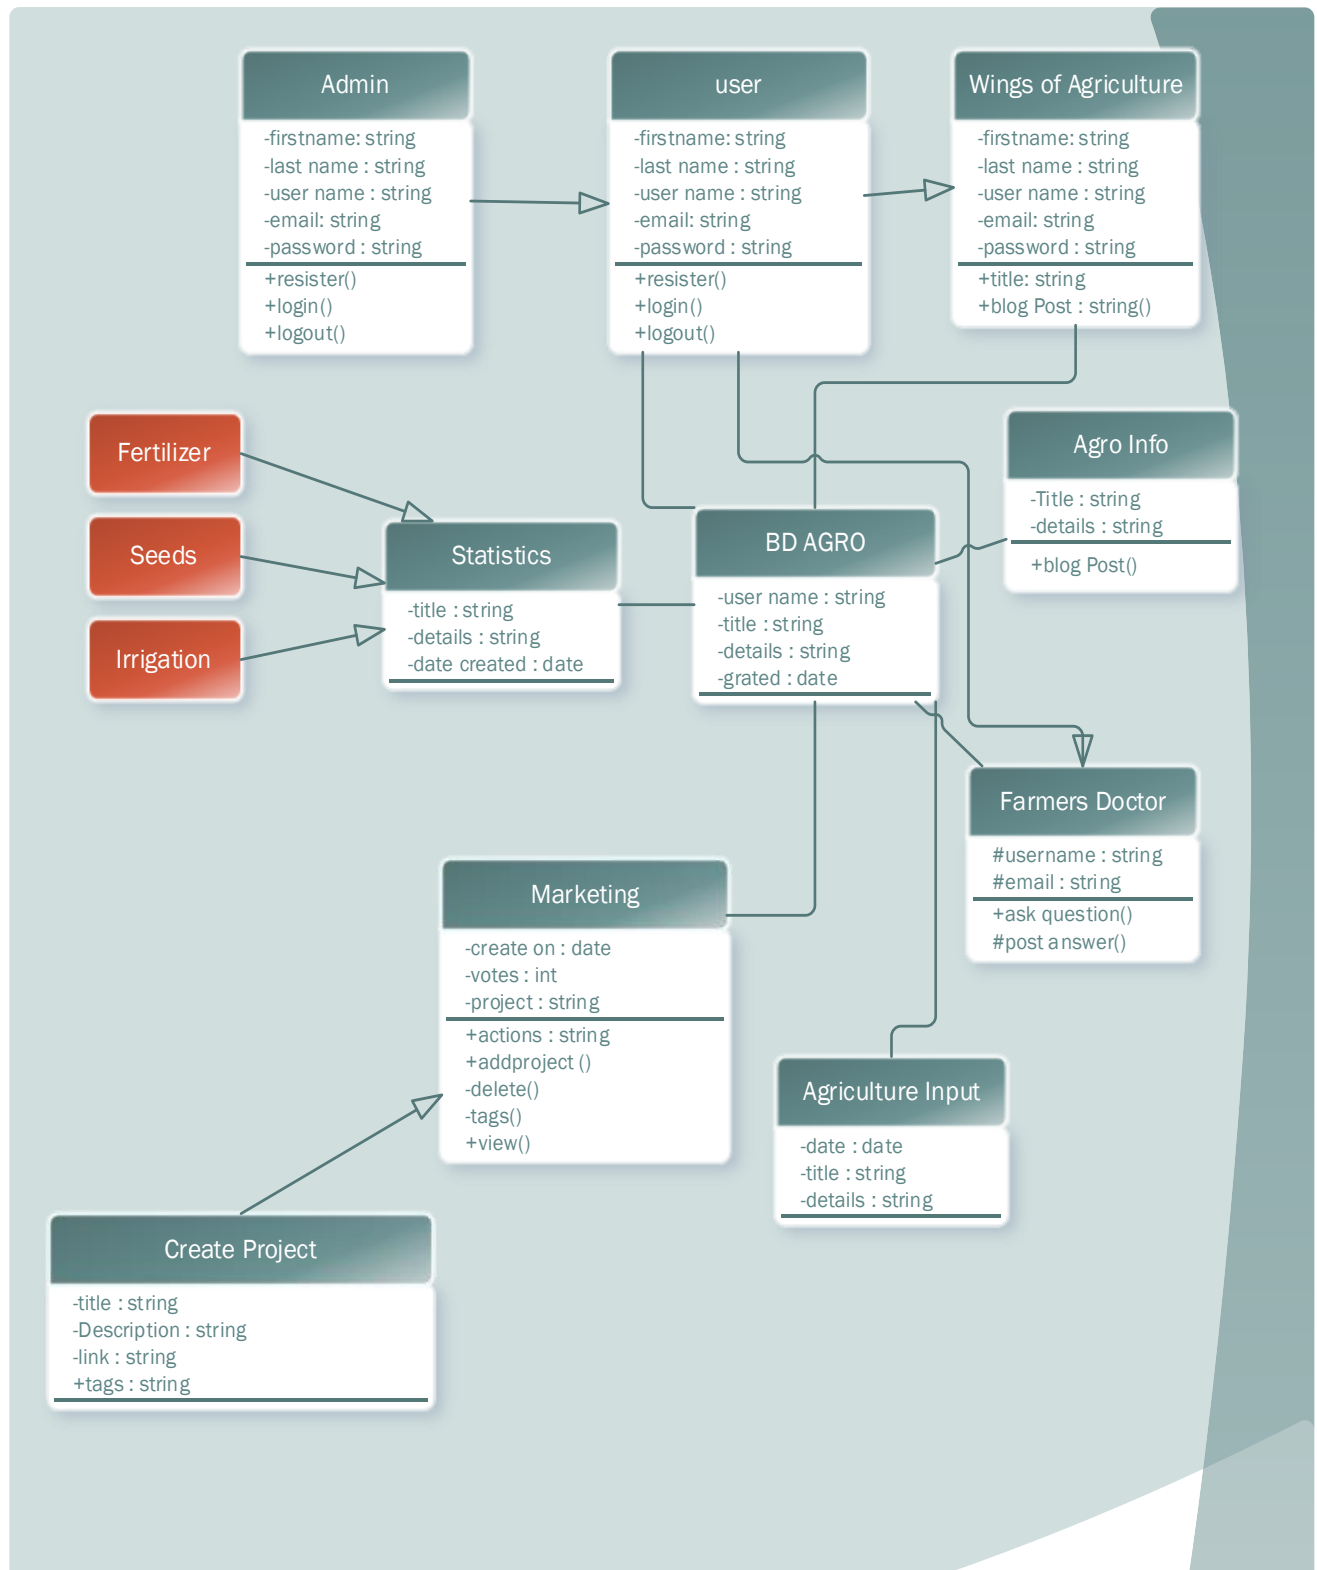 Admin
-firstname: string
-last name : string
-user name : string
-email: string
-password : string
+resister()
+login()
+logout()
user
-firstname: string
-last name : string
-user name : string
-email: string
-password : string
+resister()
+login()
+logout()
Wings of Agriculture
-firstname: string
-last name : string
-user name : string
-email: string
-password : string
+title: string
+blog Post : string()
Fertilizer
Seeds
Irrigation
Statistics
-title : string
-details : string
-date created : date
BD AGRO
-user name : string
-title : string
-details : string
-grated : date
Agro Info
-Title : string
-details : string
+blog Post()
Farmers Doctor
#username : string
#email : string
+ask question()
#post answer()
Marketing
-create on : date
-votes : int
-project : string
+actions : string
+addproject ()
-delete()
-tags()
+view()
Agriculture Input
-date : date
-title : string
-details : string
Create Project
-title : string
-Description : string
-link : string
+tags : string